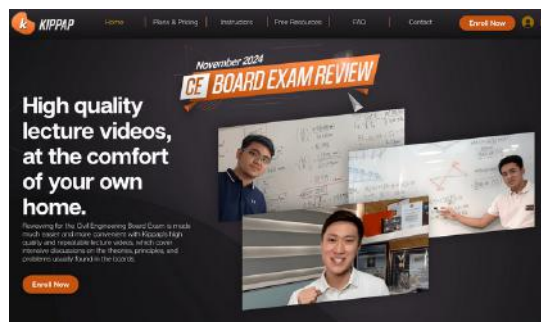 k KIPPAP
Home
Plans & Pricing
Instructors
Free Resources
FAQ
Contact
Enroll Now
November 2024
CE BOARD EXAM REVIEW
High quality
lecture videos,
at the comfort
of your own
home.
Reviewing for the Civil Engineering Board Exam is made
much easier and more convenient with Kippap's high
quality and repeatable lecture videos, which cover
intensive discussions on the theories, principles, and
problems usually found in the boards.
Enroll Now